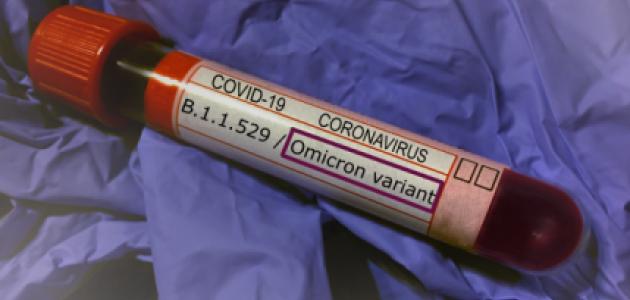 COVID-19 CORONAVIRUS
B.1.1.529 / Omicron variant